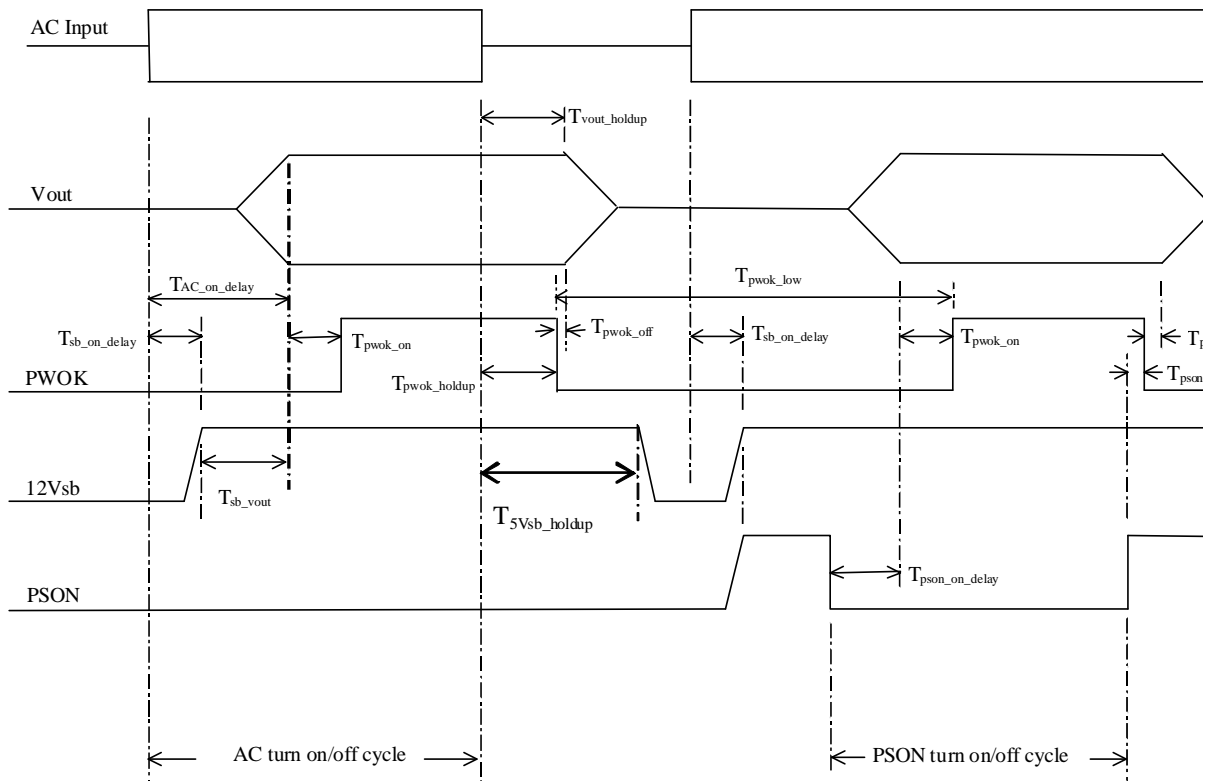 AC Input
Tvout_holdup
Vout
TAC_on_delay
Tpwok_low
Tsb_on_delay
Tpwok_on
Tpwok_off
Tsb_on_delay
Tpwok_on
Tp
PWOK
Tpwok_holdup
Tpson
12Vsb
Tsb_vout
T5Vsb_holdup
Tpson_on_delay
PSON
AC turn on/off cycle
PSON turn on/off cycle